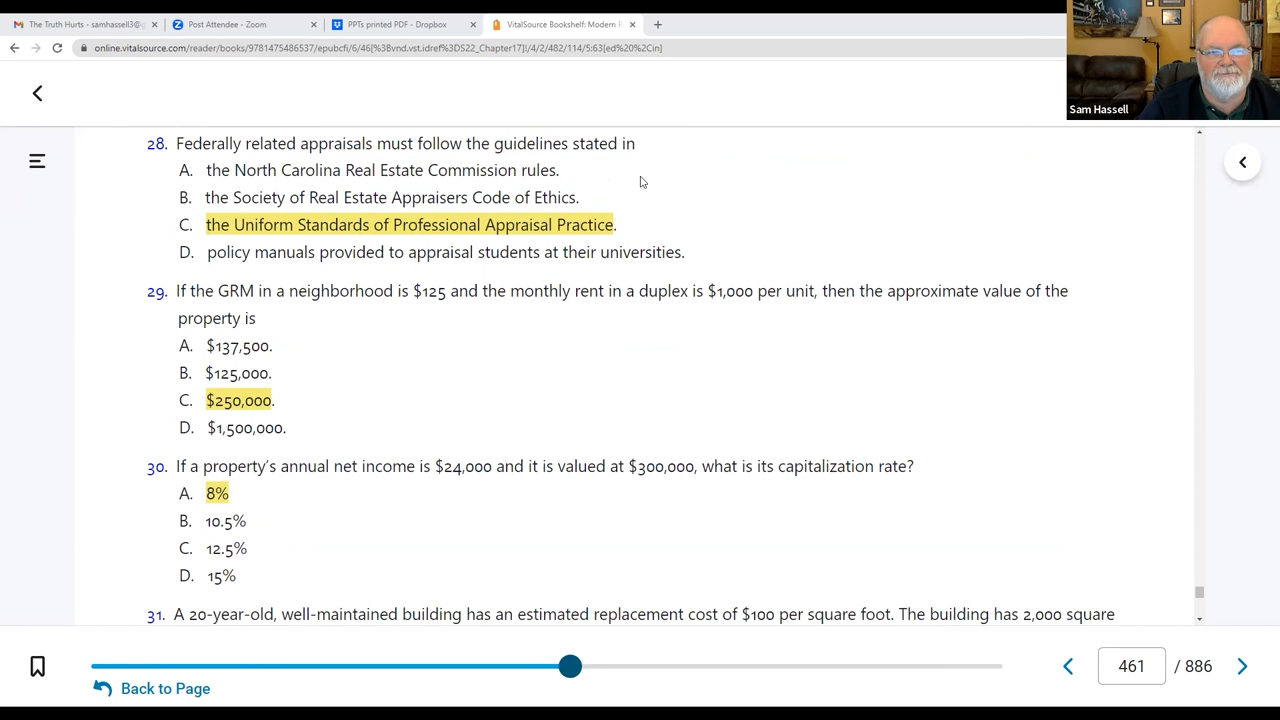 The Truth Hurts - samhassell3@g
Post Attendee - Zoom
PPTs printed PDF - Dropbox
VitalSource Bookshelf: Modern R
online.vitalsource.com/reader/books/9781475486537/epubcfi/6/46[%3Bvnd.vst.idref%3DS22_Chapter17]!/4/2/482/114/5:63[ed%20%2Cin]
Sam Hassell
28. Federally related appraisals must follow the guidelines stated in
A. the North Carolina Real Estate Commission rules.
B. the Society of Real Estate Appraisers Code of Ethics.
C. the Uniform Standards of Professional Appraisal Practice.
D. policy manuals provided to appraisal students at their universities.
29. If the GRM in a neighborhood is $125 and the monthly rent in a duplex is $1,000 per unit, then the approximate value of the
property is
A. $137,500.
B. $125,000.
C. $250,000.
D. $1,500,000.
30. If a property's annual net income is $24,000 and it is valued at $300,000, what is its capitalization rate?
A. 8%
B. 10.5%
C. 12.5%
D. 15%
31. A 20-year-old, well-maintained building has an estimated replacement cost of $100 per square foot. The building has 2,000 square
461 / 886
Back to Page